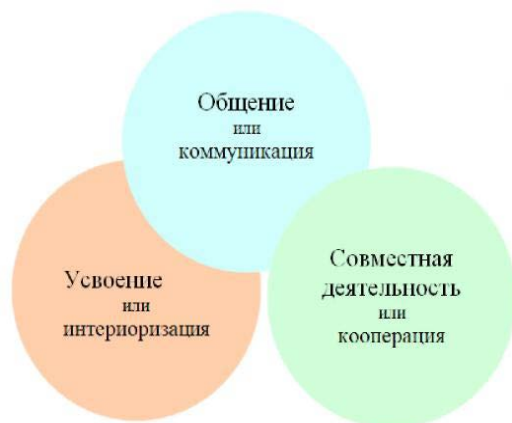 Общение
или
коммуникация
Усвоение
или
интериоризация
Совместная
деятельность
или
кооперация